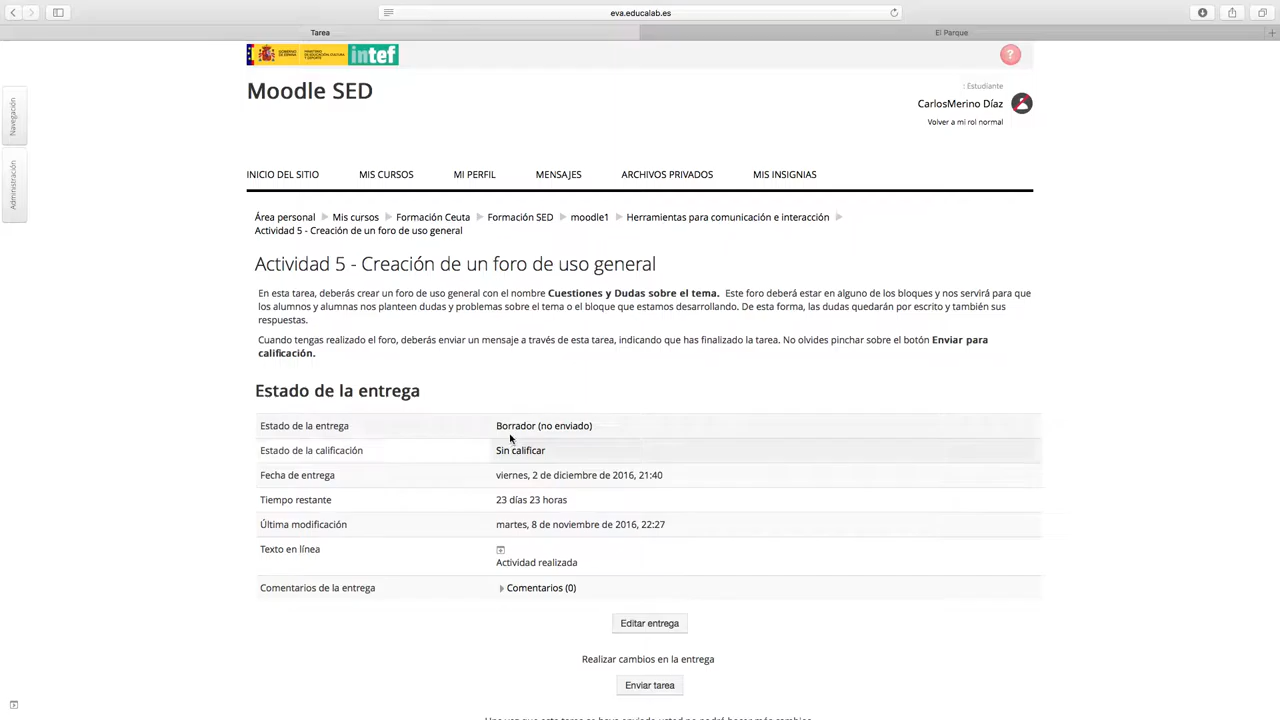 eva.educalab.es
Tarea
El Parque
GOBIERNO DE ESPAÑA
MINISTERIO DE EDUCACIÓN, CULTURA Y DEPORTE
intef
?
Moodle SED
: Estudiante
CarlosMerino Díaz
Volver a mi rol normal
Navegación
Administración
INICIO DEL SITIO MIS CURSOS MI PERFIL MENSAJES ARCHIVOS PRIVADOS MIS INSIGNIAS
Área personal Mis cursos Formación Ceuta Formación SED moodle1 Herramientas para comunicación e interacción
Actividad 5 - Creación de un foro de uso general
Actividad 5 - Creación de un foro de uso general
En esta tarea, deberás crear un foro de uso general con el nombre Cuestiones y Dudas sobre el tema. Este foro deberá estar en alguno de los bloques y nos servirá para que
los alumnos y alumnas nos planteen dudas y problemas sobre el tema o el bloque que estamos desarrollando. De esta forma, las dudas quedarán por escrito y también sus
respuestas.
Cuando tengas realizado el foro, deberás enviar un mensaje a través de esta tarea, indicando que has finalizado la tarea. No olvides pinchar sobre el botón Enviar para
calificación.
Estado de la entrega
Estado de la entrega Borrador (no enviado)
Estado de la calificación Sin calificar
Fecha de entrega viernes, 2 de diciembre de 2016, 21:40
Tiempo restante 23 días 23 horas
Última modificación martes, 8 de noviembre de 2016, 22:27
Texto en línea
Actividad realizada
Comentarios de la entrega Comentarios (0)
Editar entrega
Realizar cambios en la entrega
Enviar tarea